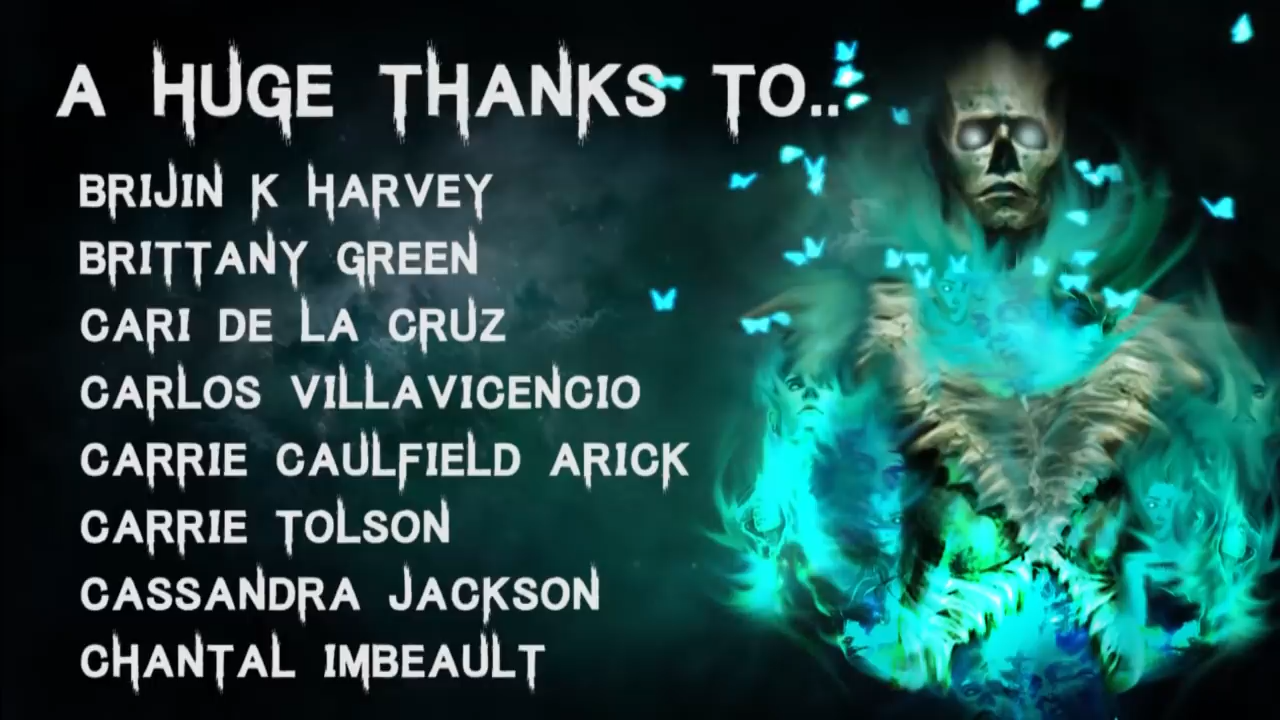 A HUGE THANKS TO..
BRIJIN K HARVEY
BRITTANY GREEN
CARI DE LA CRUZ
CARLOS VILLAVICENCIO
CARRIE CAULFIELD ARICK
CARRIE TOLSON
CASSANDRA JACKSON
CHANTAL IMBEAULT